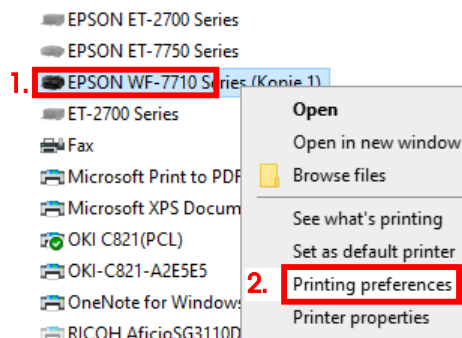 EPSON ET-2700 Series
EPSON ET-7750 Series
1. EPSON WF-7710 Series (Kopie 1)
ET-2700 Series
Fax
Microsoft Print to PDF
Microsoft XPS Docum
OKI C821(PCL)
OKI-C821-A2E5E5
OneNote for Windows
RICOH AficioSG3110D
Open
Open in new window
Browse files
See what's printing
Set as default printer
2. Printing preferences
Printer properties